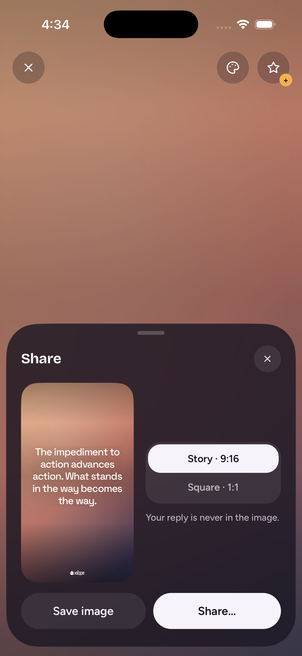 4:34
Share
The impediment to
action advances
action. What stands
in the way becomes
the way.
Story · 9:16
Square · 1:1
Your reply is never in the image.
Save image
Share...